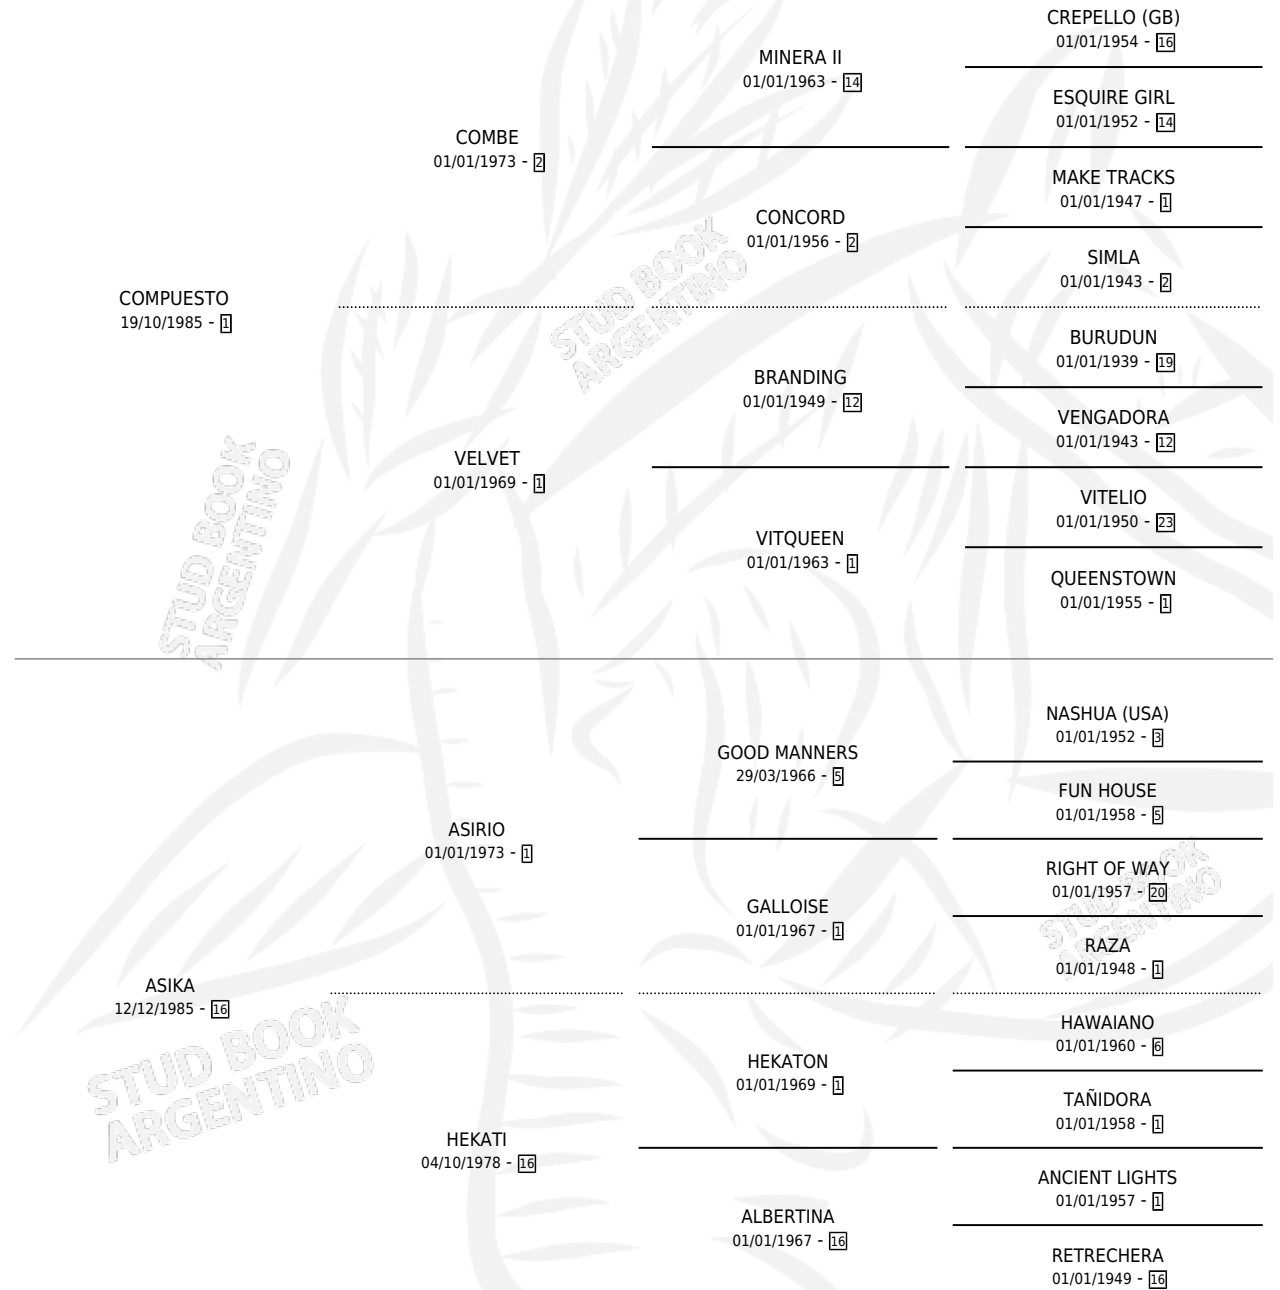 CREPELLO (GB)
01/01/1954 - 16
MINERA II
01/01/1963 - 14
ESQUIRE GIRL
01/01/1952 - 14
COMBE
01/01/1973 - 2
MAKE TRACKS
01/01/1947 - 1
CONCORD
01/01/1956 - 2
SIMLA
01/01/1943 - 2
COMPUESTO
19/10/1985 - 1
BURUDUN
01/01/1939 - 19
BRANDING
01/01/1949 - 12
VENGADORA
01/01/1943 - 12
VELVET
01/01/1969 - 1
VITELIO
01/01/1950 - 23
VITQUEEN
01/01/1963 - 1
QUEENSTOWN
01/01/1955 - 1
NASHUA (USA)
01/01/1952 - 3
GOOD MANNERS
29/03/1966 - 5
FUN HOUSE
01/01/1958 - 5
ASIRIO
01/01/1973 - 1
RIGHT OF WAY
01/01/1957 - 20
GALLOISE
01/01/1967 - 1
RAZA
01/01/1948 - 1
ASIKA
12/12/1985 - 16
HAWAIANO
01/01/1960 - 6
HEKATON
01/01/1969 - 1
TAÑIDORA
01/01/1958 - 1
HEKATI
04/10/1978 - 16
ANCIENT LIGHTS
01/01/1957 - 1
ALBERTINA
01/01/1967 - 16
RETRECHERA
01/01/1949 - 16
STUD BOOK
ARGENTINO
STUD BOOK
ARGENTINO
STUD BOOK
ARGENTINO
STUD BOOK
ARGENTINO